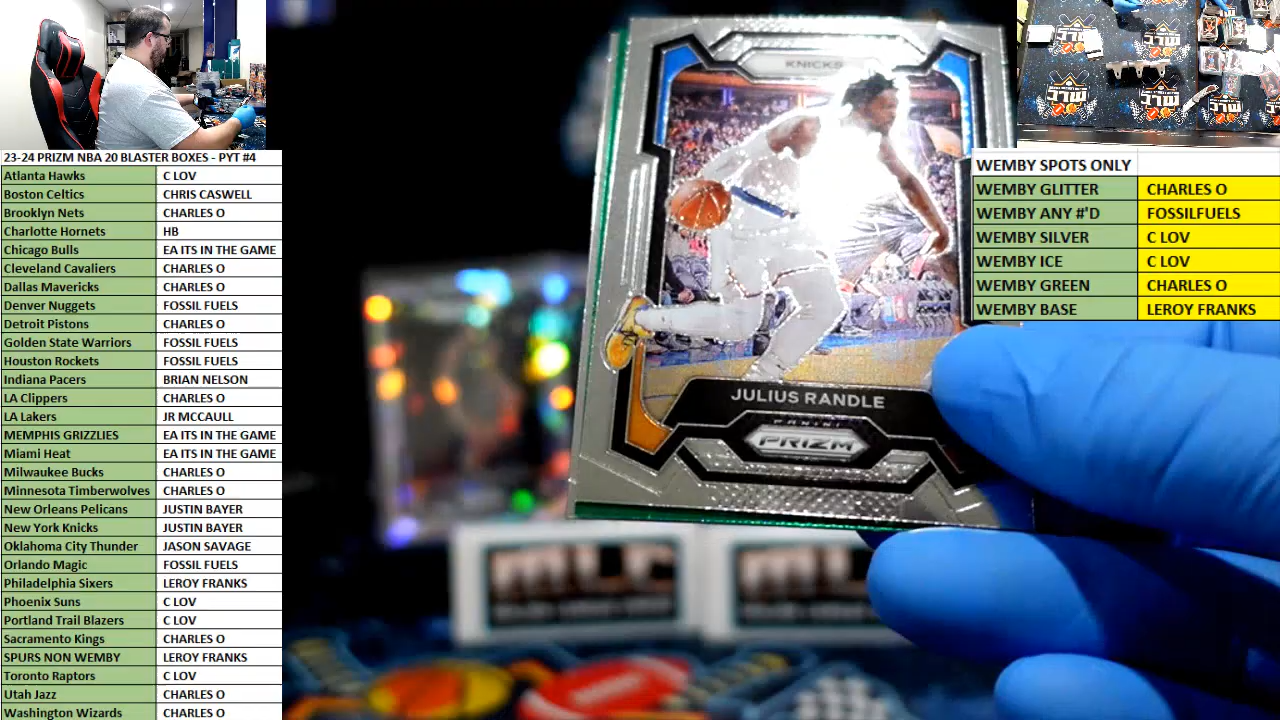 23-24 PRIZM NBA 20 BLASTER BOXES - PYT #4
Atlanta Hawks C LOV
Boston Celtics CHRIS CASWELL
Brooklyn Nets CHARLES O
Charlotte Hornets HB
Chicago Bulls EA ITS IN THE GAME
Cleveland Cavaliers CHARLES O
Dallas Mavericks CHARLES O
Denver Nuggets FOSSIL FUELS
Detroit Pistons CHARLES O
Golden State Warriors FOSSIL FUELS
Houston Rockets FOSSIL FUELS
Indiana Pacers BRIAN NELSON
LA Clippers CHARLES O
LA Lakers JR MCCAULL
MEMPHIS GRIZZLIES EA ITS IN THE GAME
Miami Heat EA ITS IN THE GAME
Milwaukee Bucks CHARLES O
Minnesota Timberwolves CHARLES O
New Orleans Pelicans JUSTIN BAYER
New York Knicks JUSTIN BAYER
Oklahoma City Thunder JASON SAVAGE
Orlando Magic FOSSIL FUELS
Philadelphia Sixers LEROY FRANKS
Phoenix Suns C LOV
Portland Trail Blazers C LOV
Sacramento Kings CHARLES O
SPURS NON WEMBY LEROY FRANKS
Toronto Raptors C LOV
Utah Jazz CHARLES O
Washington Wizards CHARLES O
KNICKS
JULIUS RANDLE
PANINI
PRIZM
WEMBY SPOTS ONLY
WEMBY GLITTER CHARLES O
WEMBY ANY #'D FOSSILFUELS
WEMBY SILVER C LOV
WEMBY ICE C LOV
WEMBY GREEN CHARLES O
WEMBY BASE LEROY FRANKS